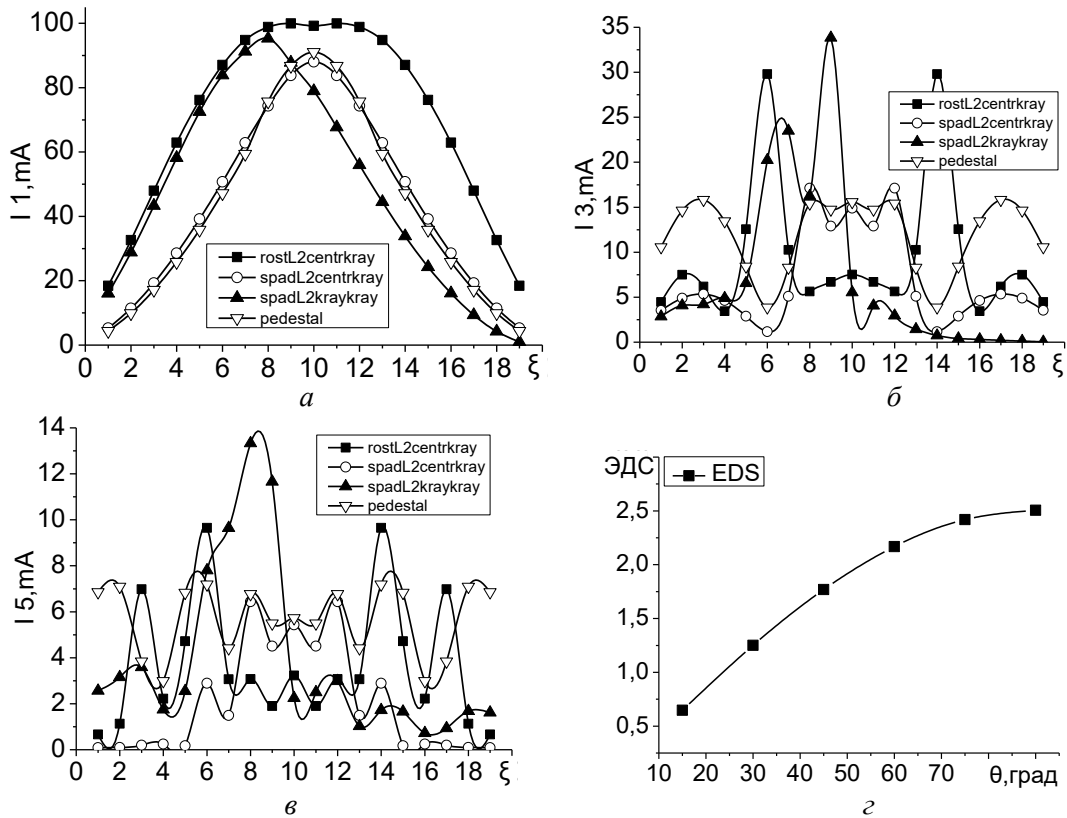 I 1,mA
100
80
60
40
20
0
rostL2centrkray
spadL2centrkray
spadL2kraykray
pedestal
0 2 4 6 8 10 12 14 16 18 ξ
а
I 3,mA
35
30
25
20
15
10
5
0
rostL2centrkray
spadL2centrkray
spadL2kraykray
pedestal
0 2 4 6 8 10 12 14 16 18 ξ
б
I 5,mA
14
12
10
8
6
4
2
0
rostL2centrkray
spadL2centrkray
spadL2kraykray
pedestal
0 2 4 6 8 10 12 14 16 18 ξ
в
ЭДС
EDS
2,5
2,0
1,5
1,0
0,5
10 20 30 40 50 60 70 θ,град
г